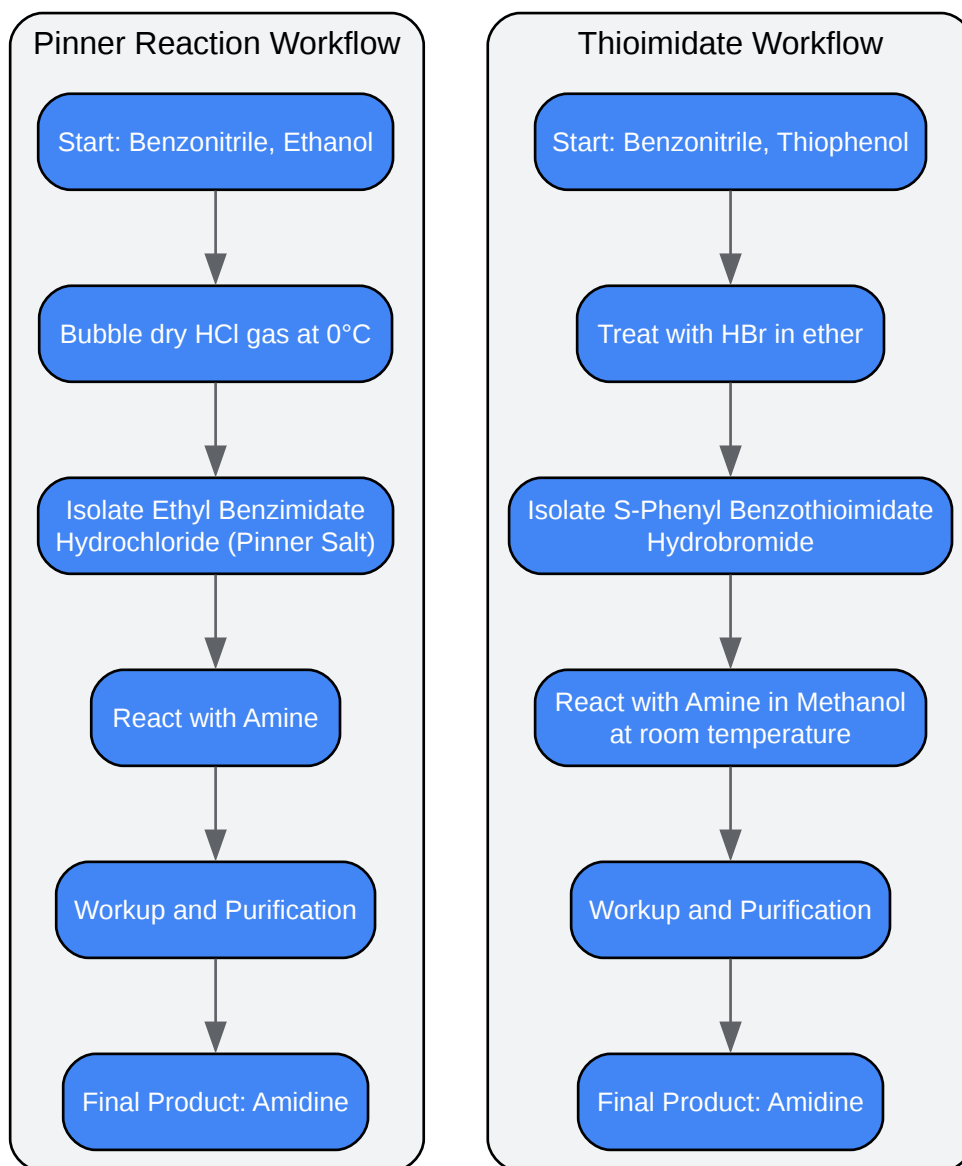 Pinner Reaction Workflow
Start: Benzonitrile, Ethanol
Bubble dry HCl gas at 0°C
Isolate Ethyl Benzimidate
Hydrochloride (Pinner Salt)
React with Amine
Workup and Purification
Final Product: Amidine
Thioimidate Workflow
Start: Benzonitrile, Thiophenol
Treat with HBr in ether
Isolate S-Phenyl Benzothioimidate
Hydrobromide
React with Amine in Methanol
at room temperature
Workup and Purification
Final Product: Amidine